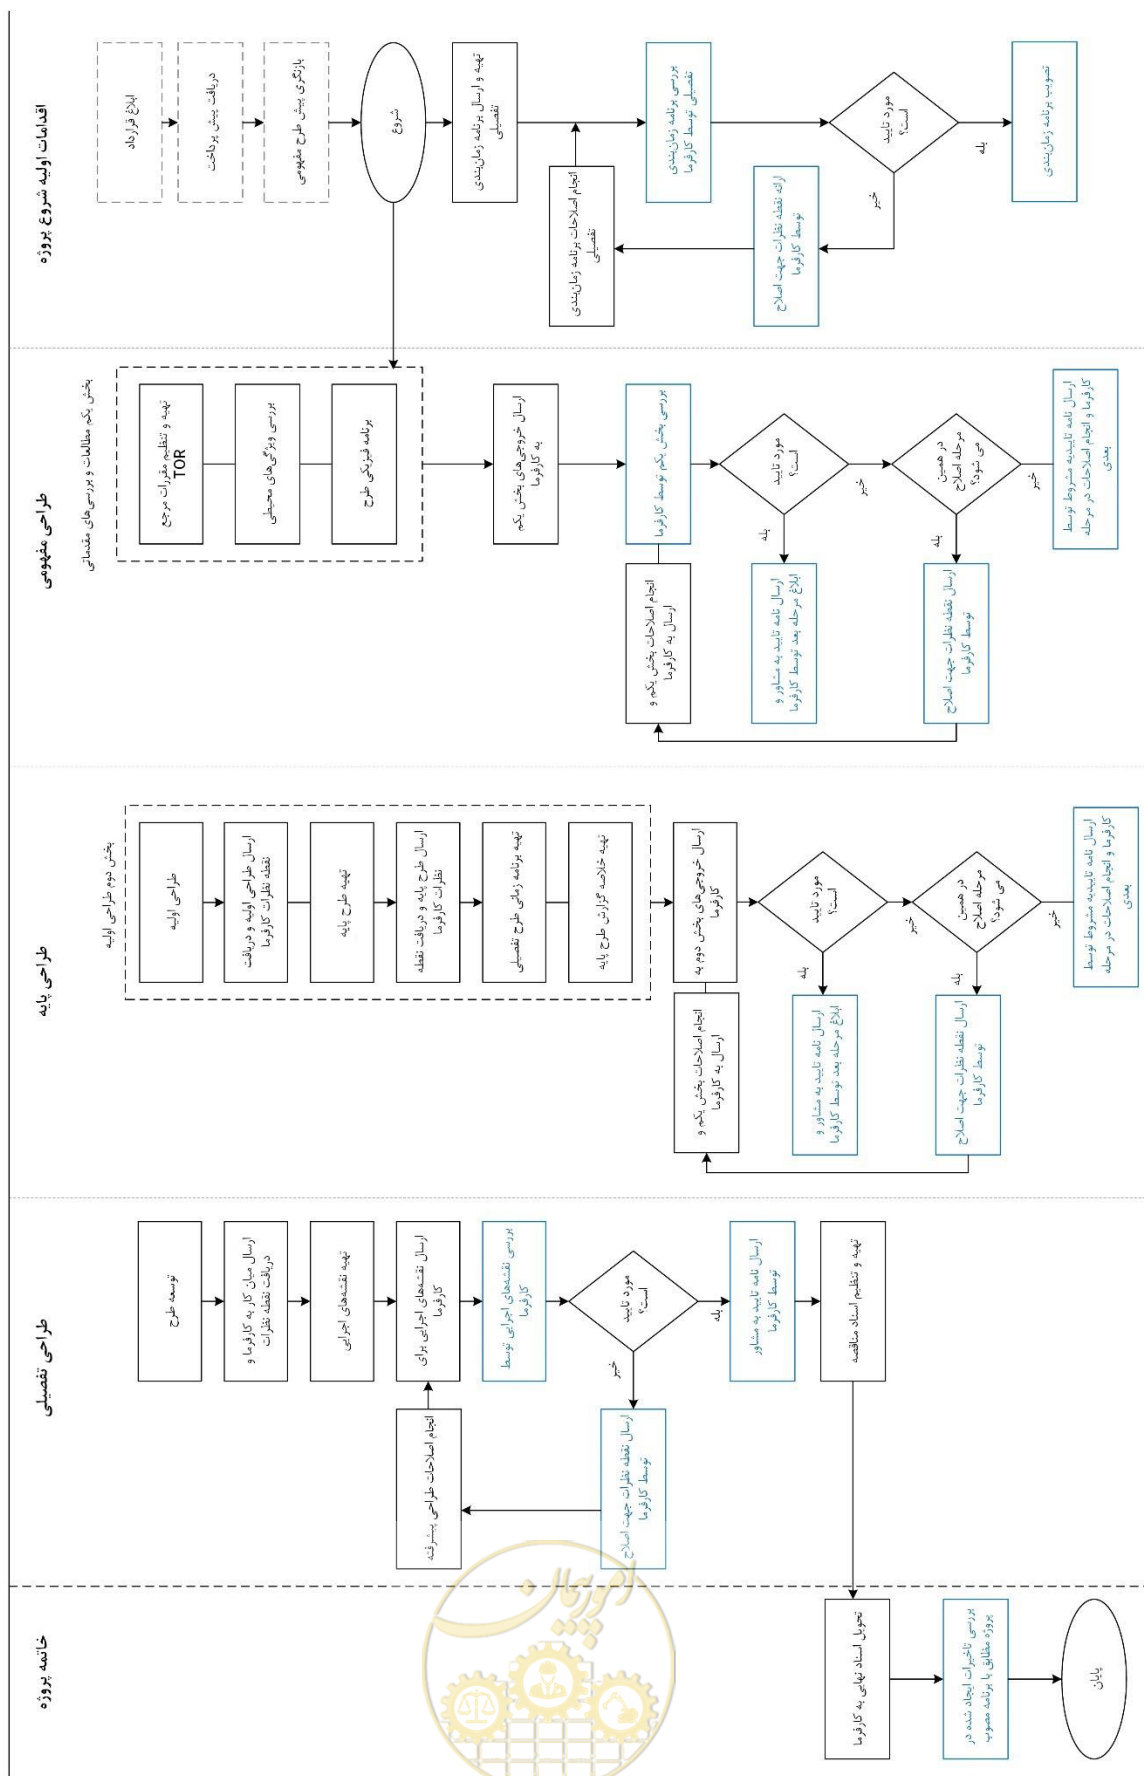 اقدامات اولیه شروع پروژه
ابلاغ قرارداد
دریافت پیش پرداخت
بازنگری پیش طرح مفهومی
شروع
تهیه و ارسال برنامه زمان‌بندی
تفصیلی
بررسی برنامه زمان‌بندی
تفصیلی توسط کارفرما
مورد تایید
است؟
بله
تصویب برنامه زمان‌بندی
خیر
ارائه نقطه نظرات جهت اصلاح
توسط کارفرما
انجام اصلاحات برنامه زمان‌بندی
تفصیلی
طراحی مفهومی
بخش یکم مطالعات و بررسی‌های مقدماتی
تهیه و تنظیم مقررات مرجع
TOR
بررسی ویژگی‌های محیطی
برنامه فیزیکی طرح
ارسال خروجی‌های بخش یکم
به کارفرما
بررسی بخش یکم توسط کارفرما
مورد تایید
است؟
خیر
در همین
مرحله اصلاح
می شود؟
خیر
ارسال نامه تاییدیه مشروط توسط
کارفرما و انجام اصلاحات در مرحله
بعدی
بله
ارسال نامه تایید به مشاور و
ابلاغ مرحله بعد توسط کارفرما
بله
ارسال نقطه نظرات جهت اصلاح
توسط کارفرما
انجام اصلاحات بخش یکم و
ارسال به کارفرما
طراحی پایه
بخش دوم طراحی اولیه
طراحی اولیه
ارسال طراحی اولیه و دریافت
نقطه نظرات کارفرما
تهیه طرح پایه
ارسال طرح پایه و دریافت نقطه
نظرات کارفرما
تهیه برنامه زمانی طرح تفصیلی
تهیه خلاصه گزارش طرح پایه
ارسال خروجی‌های بخش دوم به
کارفرما
مورد تایید
است؟
خیر
در همین
مرحله اصلاح
می شود؟
خیر
ارسال نامه تایید به مشروط توسط
کارفرما و انجام اصلاحات در مرحله
بعدی
بله
ارسال نامه تایید به مشاور و
ابلاغ مرحله بعد توسط کارفرما
بله
ارسال نقطه نظرات جهت اصلاح
توسط کارفرما
انجام اصلاحات بخش یکم و
ارسال به کارفرما
طراحی تفصیلی
توسعه طرح
ارسال میان کار به کارفرما و
دریافت نقطه نظرات
تهیه نقشه‌های اجرایی
ارسال نقشه‌های اجرایی برای
کارفرما
بررسی نقشه‌های اجرایی توسط
کارفرما
مورد تایید
است؟
بله
ارسال نامه تایید به مشاور
توسط کارفرما
تهیه و تنظیم اسناد مناقصه
خیر
ارسال نقطه نظرات جهت اصلاح
توسط کارفرما
انجام اصلاحات طراحی پیشرفته
خاتمه پروژه
تحویل اسناد نهایی به کارفرما
بررسی تاخیرات ایجاد شده در
پروژه مطابق با برنامه مصوب
پایان
امور پیمان